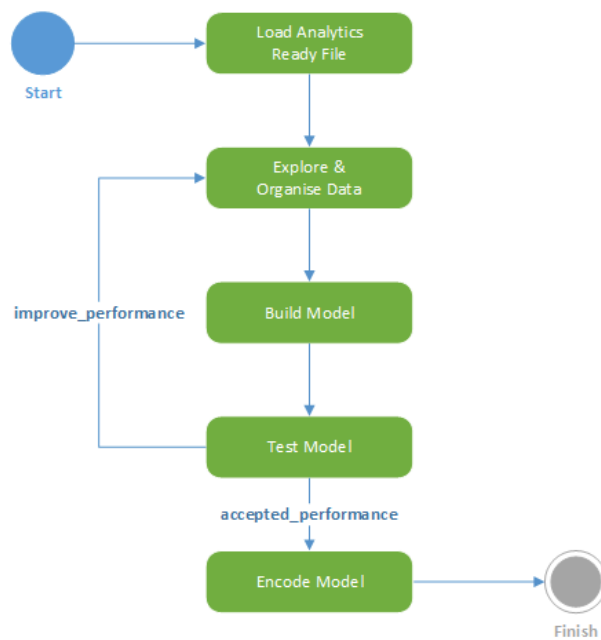 Load Analytics
Ready File
Start
Explore &
Organise Data
Build Model
improve_performance
Test Model
accepted_performance
Encode Model
Finish